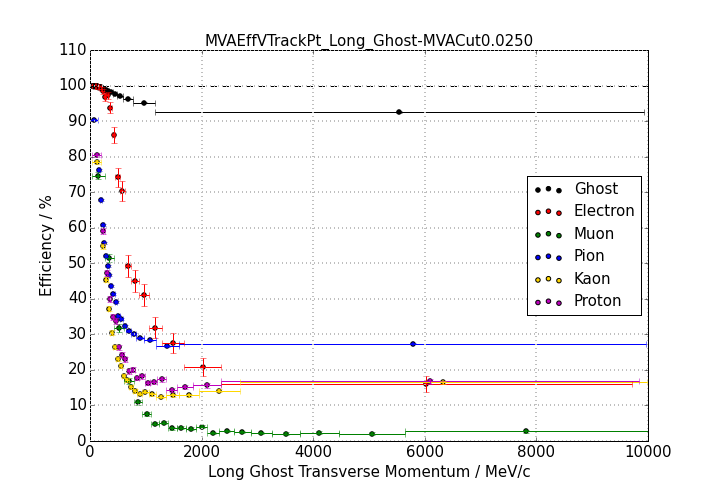 MVAEffVTrackPt_Long_Ghost-MVACut0.0250
110
100
90
80
70
60
50
40
30
20
10
0
Efficiency / %
Ghost
Electron
Muon
Pion
Kaon
Proton
0 2000 4000 6000 8000 10000
Long Ghost Transverse Momentum / MeV/c